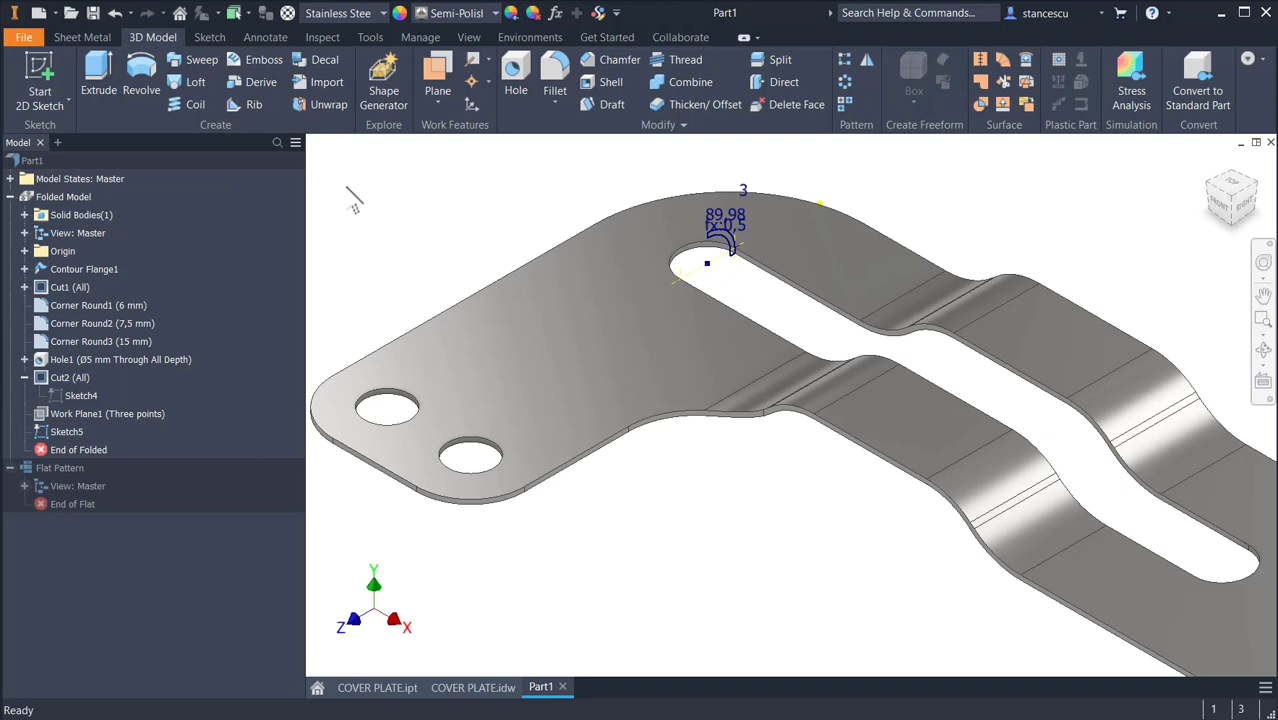 Stainless Stee
Semi-Polisl
fx
Part1
Search Help & Commands...
stancescu
File
Sheet Metal
3D Model
Sketch
Annotate
Inspect
Tools
Manage
View
Environments
Get Started
Collaborate
Start
2D Sketch
Extrude
Revolve
Sweep
Loft
Coil
Emboss
Derive
Rib
Decal
Import
Unwrap
Shape
Generator
Plane
Hole
Fillet
Chamfer
Shell
Draft
Thread
Combine
Thicken/ Offset
Split
Direct
Delete Face
Box
Stress
Analysis
Convert to
Standard Part
Sketch
Create
Explore
Work Features
Modify
Pattern
Create Freeform
Surface
Plastic Part
Simulation
Convert
Model
Part1
Model States: Master
Folded Model
Solid Bodies(1)
View: Master
Origin
Contour Flange1
Cut1 (All)
Corner Round1 (6 mm)
Corner Round2 (7,5 mm)
Corner Round3 (15 mm)
Hole1 (Ø5 mm Through All Depth)
Cut2 (All)
Sketch4
Work Plane1 (Three points)
Sketch5
End of Folded
Flat Pattern
View: Master
End of Flat
3
89,98
fx:0,5
TOP
FRONT
RIGHT
Y
Z
X
COVER PLATE.ipt
COVER PLATE.idw
Part1
Ready
1
3